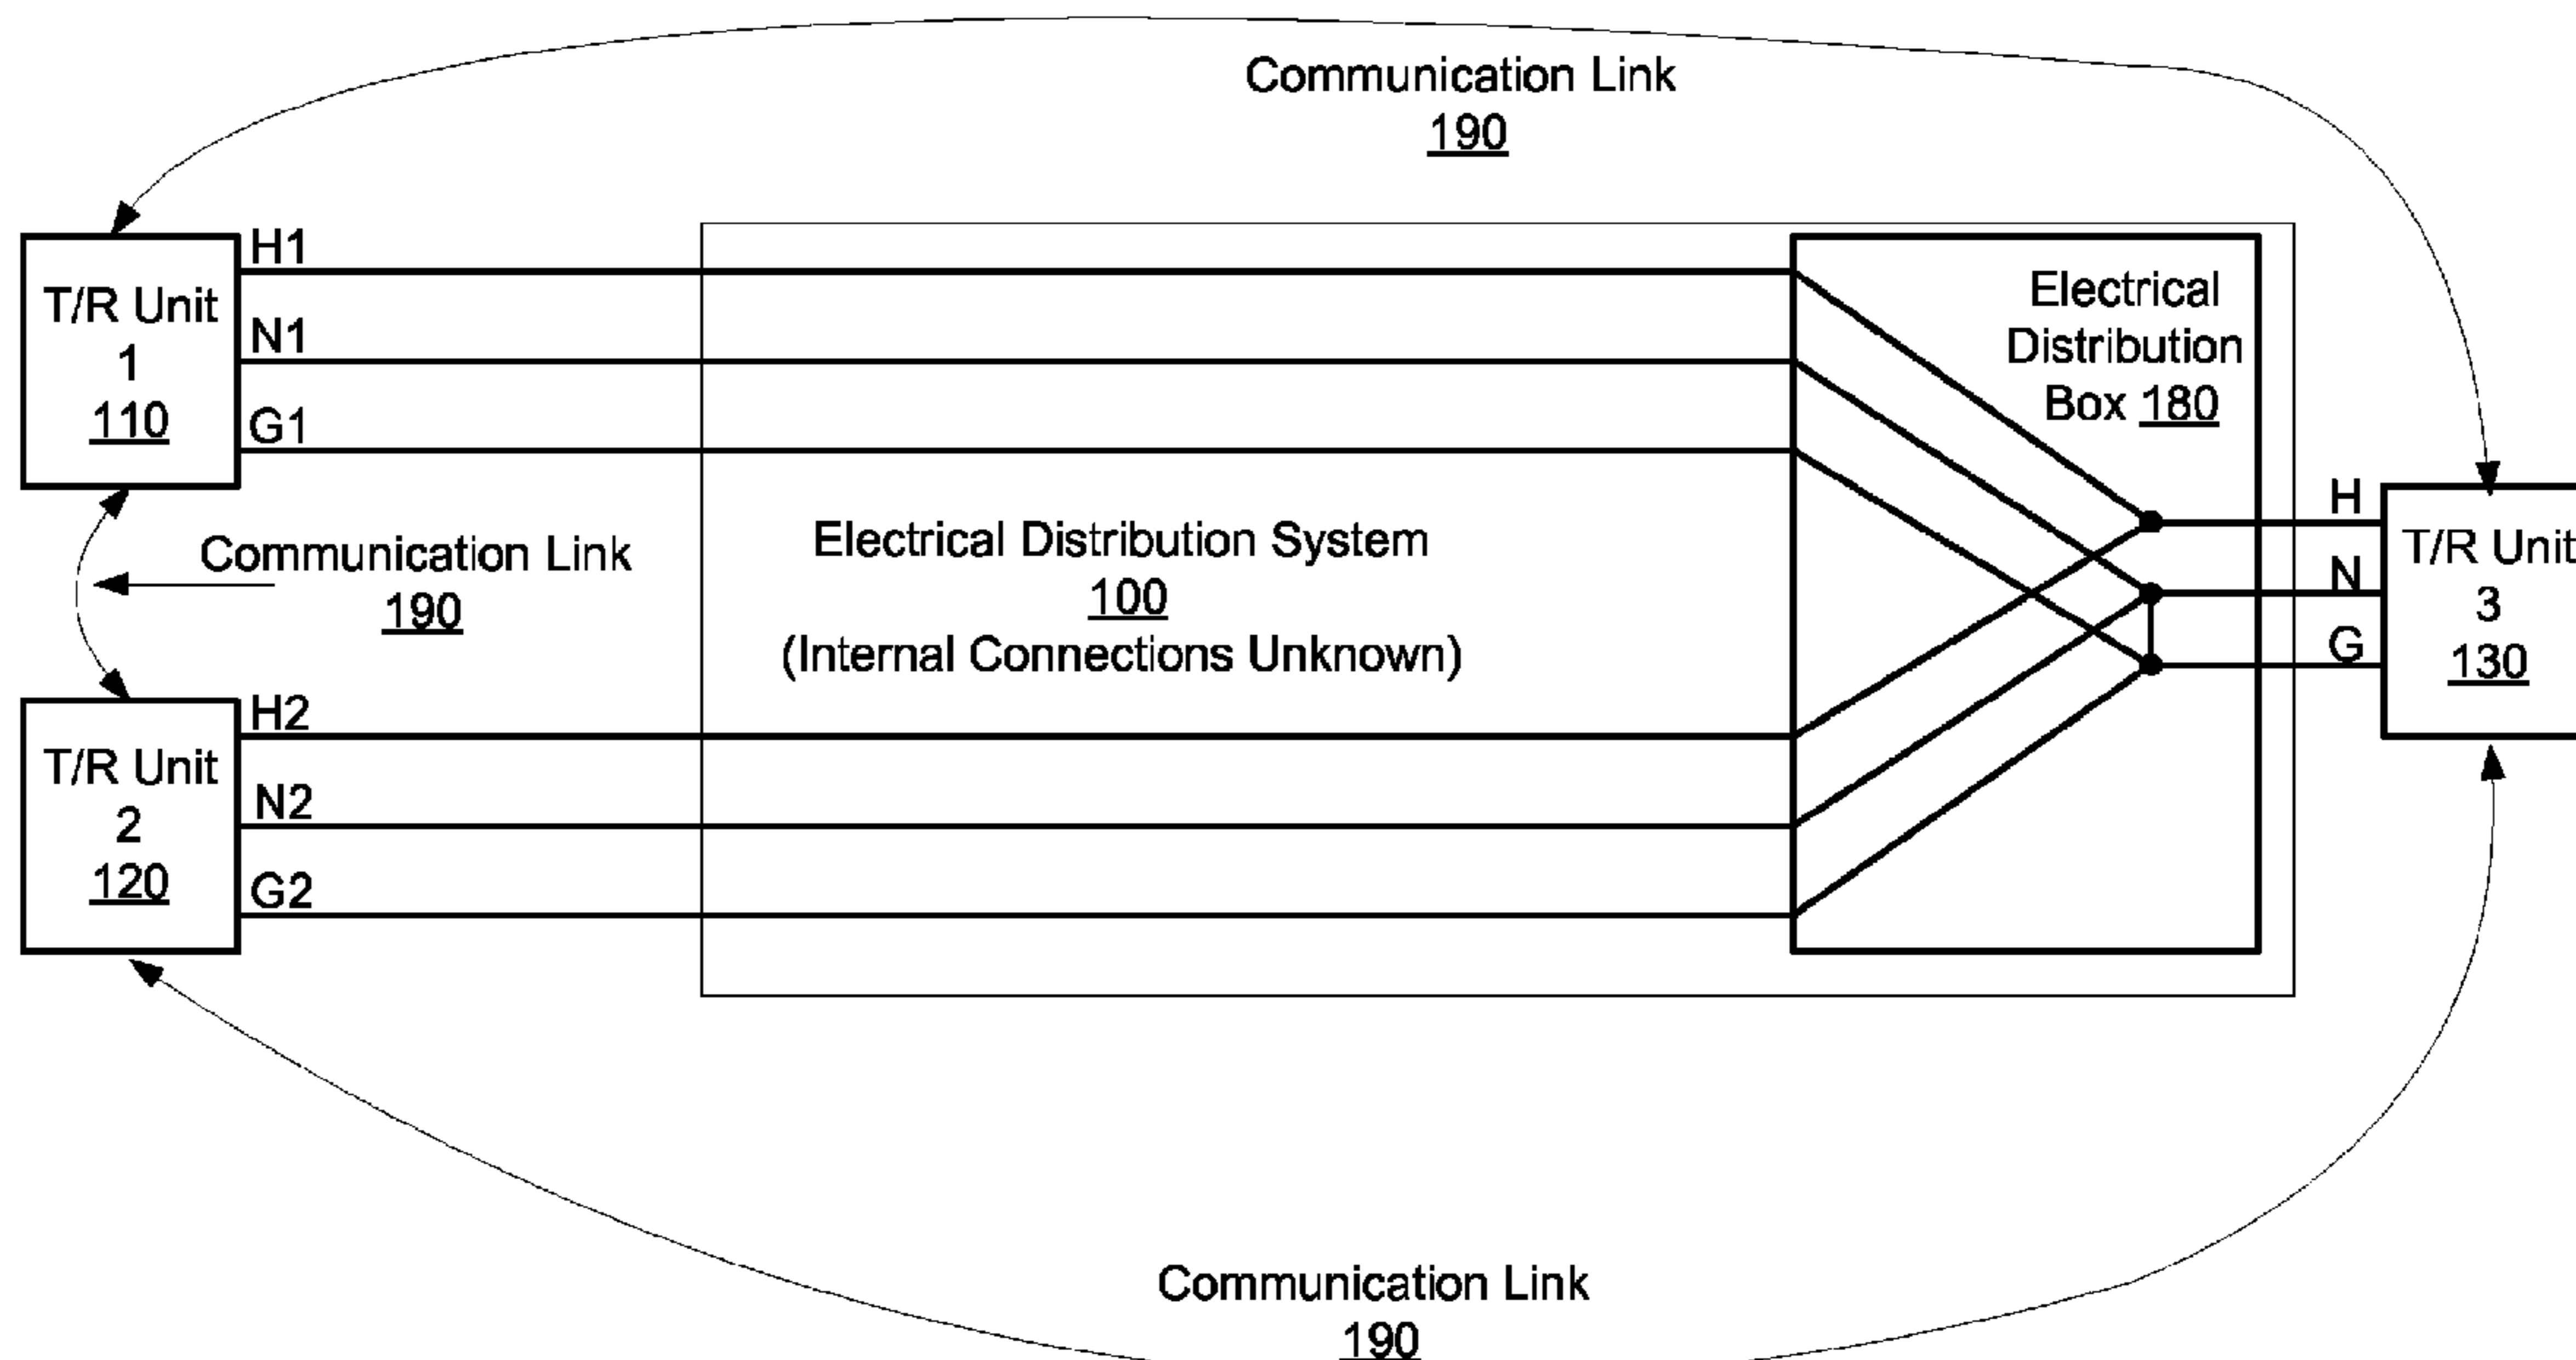 Communication Link
190
H1
T/R Unit
1
110
N1
G1
Electrical
Distribution
Box 180
Communication Link
190
Electrical Distribution System
100
(Internal Connections Unknown)
H
N
G
T/R Unit
3
130
H2
T/R Unit
2
120
N2
G2
Communication Link
190